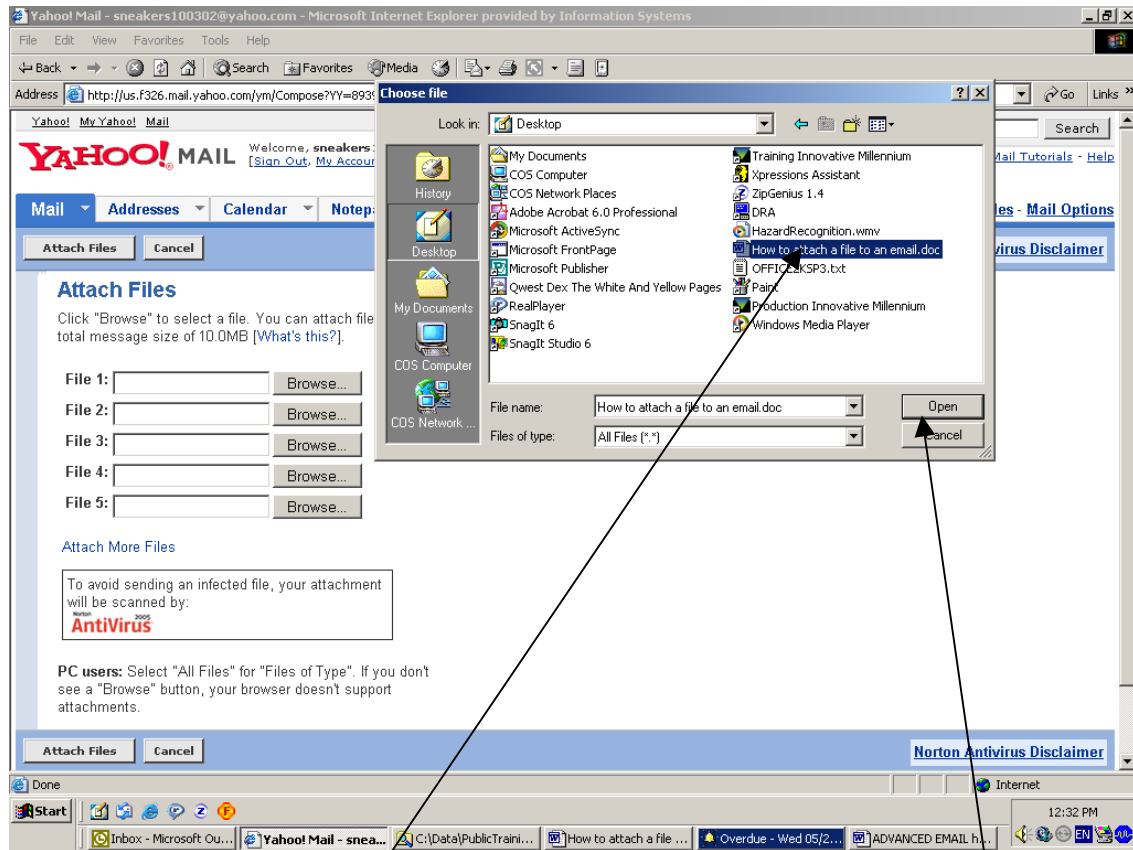 Yahoo! Mail - sneakers100302@yahoo.com - Microsoft Internet Explorer provided by Information Systems
File Edit View Favorites Tools Help
Back Search Favorites Media
Address http://us.f326.mail.yahoo.com/ym/Compose?YY=8939
Go Links »
Yahoo! My Yahoo! Mail
Search
YAHOO! MAIL
Welcome, sneakers
[Sign Out, My Accou
Mail Tutorials - Help
Mail Addresses Calendar Notep
les - Mail Options
Attach Files Cancel
virus Disclaimer
Attach Files
Click "Browse" to select a file. You can attach file
total message size of 10.0MB [What's this?].
File 1: Browse...
File 2: Browse...
File 3: Browse...
File 4: Browse...
File 5: Browse...
Attach More Files
To avoid sending an infected file, your attachment
will be scanned by:
Norton
AntiVirus 2005
PC users: Select "All Files" for "Files of Type". If you don't
see a "Browse" button, your browser doesn't support
attachments.
Attach Files Cancel
Norton Antivirus Disclaimer
Choose file
Look in: Desktop
History
Desktop
My Documents
COS Computer
COS Network ...
My Documents
COS Computer
COS Network Places
Adobe Acrobat 6.0 Professional
Microsoft ActiveSync
Microsoft FrontPage
Microsoft Publisher
Qwest Dex The White And Yellow Pages
RealPlayer
SnagIt 6
SnagIt Studio 6
Training Innovative Millennium
Xpressions Assistant
ZipGenius 1.4
DRA
HazardRecognition.wmv
How to attach a file to an email.doc
OFFICE2KSP3.txt
Paint
Production Innovative Millennium
Windows Media Player
File name: How to attach a file to an email.doc Open
Files of type: All Files (*.*) Cancel
Done
Internet
Start
12:32 PM
Inbox - Microsoft Ou... Yahoo! Mail - snea... C:\Data\PublicTraini... How to attach a file ... Overdue - Wed 05/2... ADVANCED EMAIL h...
EN